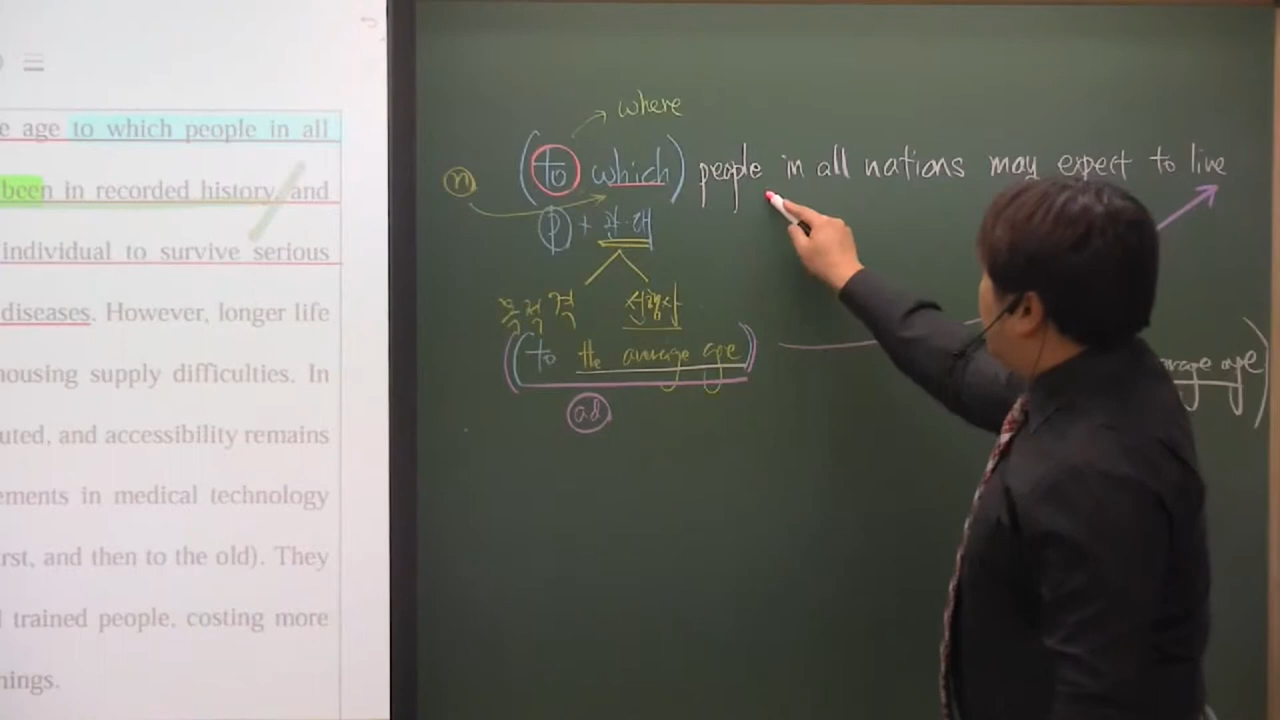 e age to which people in all
been in recorded history, and
individual to survive serious
diseases. However, longer life
housing supply difficulties. In
uted, and accessibility remains
ements in medical technology
rst, and then to the old). They
trained people, costing more
nings.
where
(to which) people in all nations may expect to live
n
p + 관·대
선행사
(to the average age)
ad
erage age)